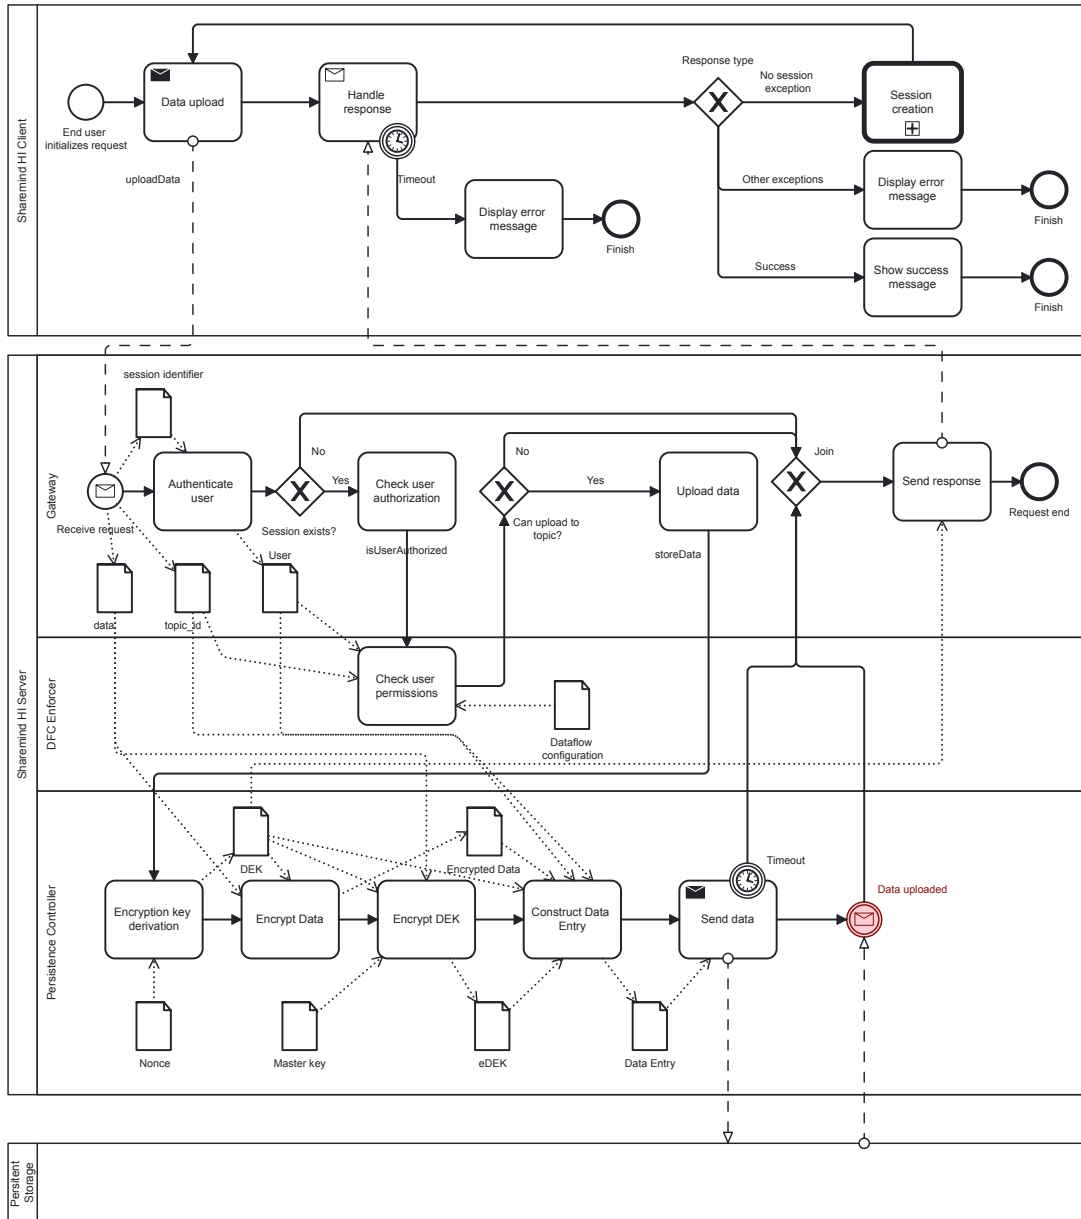 Sharemind HI Client
End user
initializes request
Data upload
uploadData
Handle
response
Timeout
Display error
message
Finish
Response type
No session
exception
Session
creation
Other exceptions
Display error
message
Finish
Success
Show success
message
Finish
Sharemind HI Server
Gateway
session identifier
Receive request
Authenticate
user
No
Yes
Session exists?
Check user
authorization
isUserAuthorized
No
Yes
Can upload to
topic?
Upload data
storeData
Join
Send response
Request end
data
topic_id
User
DFC Enforcer
Check user
permissions
Dataflow
configuration
Persistence Controller
DEK
Encrypted Data
Timeout
Data uploaded
Encryption key
derivation
Encrypt Data
Encrypt DEK
Construct Data
Entry
Send data
Nonce
Master key
eDEK
Data Entry
Persitent
Storage